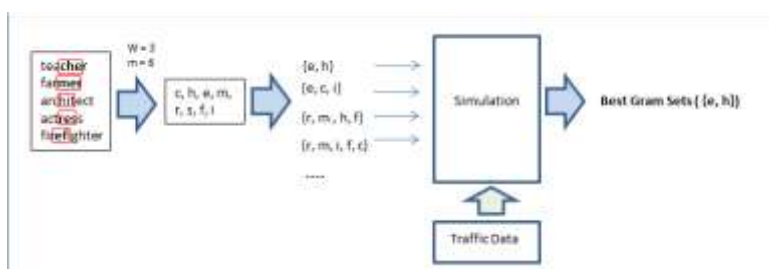 W = 3
m = 6
teacher
farmer
architect
actress
firefighter
c, h, e, m,
r, s, f, i
{e, h}
{e, c, i}
{r, m, h, f}
{r, m, i, f, c}
.....
Simulation
Best Gram Sets ( {e, h})
Traffic Data